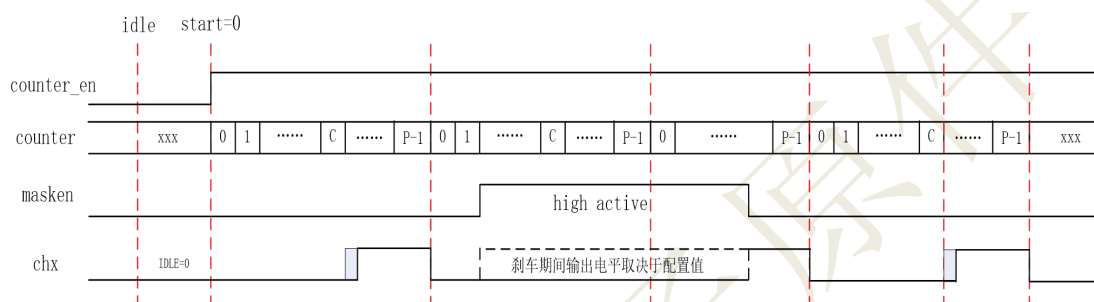 idle start=0
counter_en
counter xxx 0 1 …… C …… P-1 0 1 …… C …… P-1 0 …… P-1 0 1 …… C …… P-1 xxx
masken high active
chx IDLE=0 刹车期间输出电平取决于配置值
原件